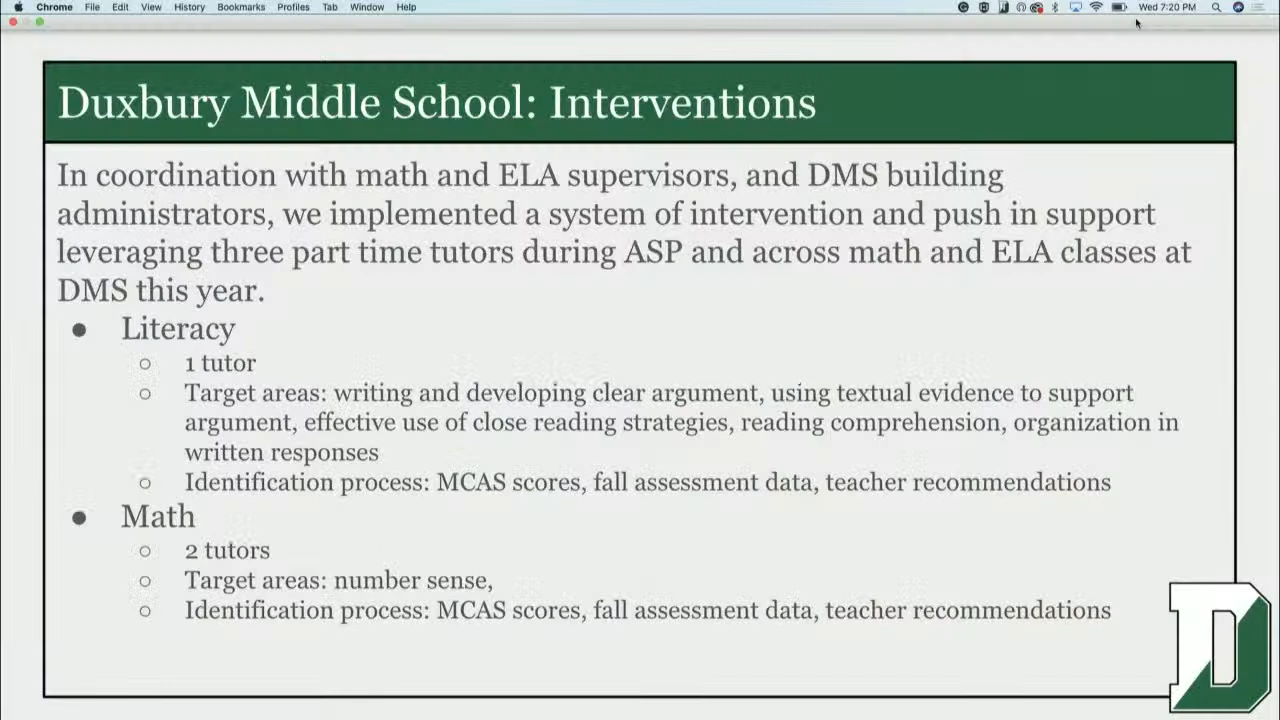 Chrome File Edit View History Bookmarks Profiles Tab Window Help Wed 7:20 PM
Duxbury Middle School: Interventions
In coordination with math and ELA supervisors, and DMS building
administrators, we implemented a system of intervention and push in support
leveraging three part time tutors during ASP and across math and ELA classes at
DMS this year.
● Literacy
○ 1 tutor
○ Target areas: writing and developing clear argument, using textual evidence to support
argument, effective use of close reading strategies, reading comprehension, organization in
written responses
○ Identification process: MCAS scores, fall assessment data, teacher recommendations
● Math
○ 2 tutors
○ Target areas: number sense,
○ Identification process: MCAS scores, fall assessment data, teacher recommendations
D